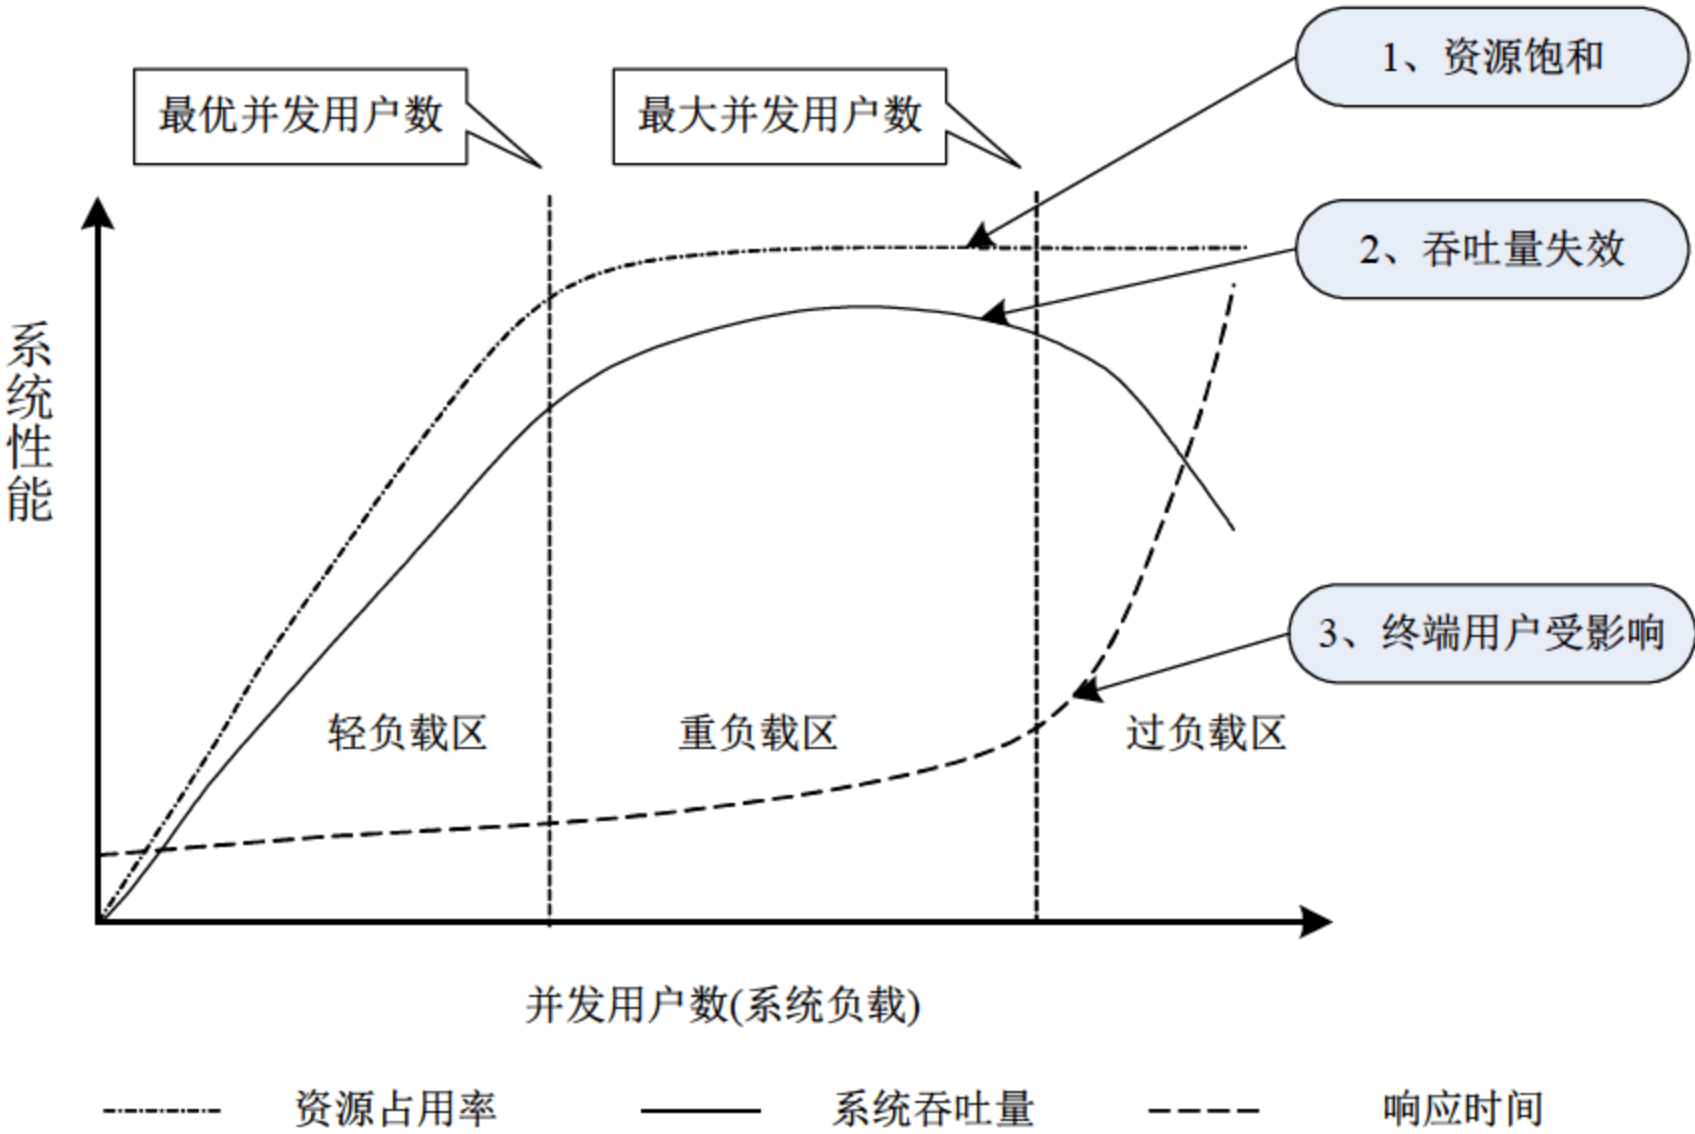 1、资源饱和
最优并发用户数
最大并发用户数
2、吞吐量失效
系统性能
3、终端用户受影响
轻负载区
重负载区
过负载区
并发用户数(系统负载)
资源占用率
系统吞吐量
响应时间